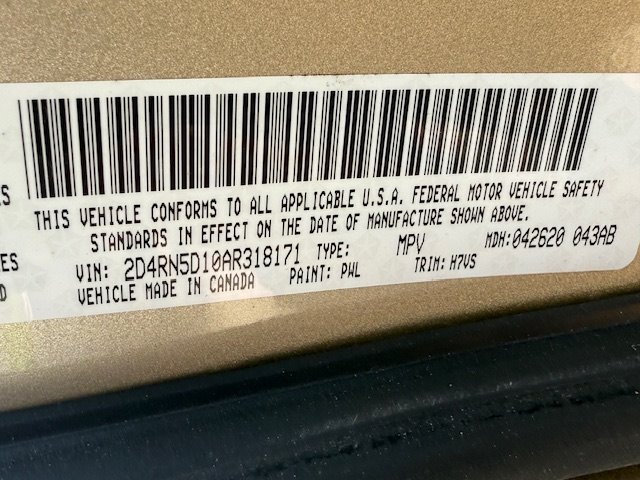 THIS VEHICLE CONFORMS TO ALL APPLICABLE U.S.A. FEDERAL MOTOR VEHICLE SAFETY
STANDARDS IN EFFECT ON THE DATE OF MANUFACTURE SHOWN ABOVE.
VIN: 2D4RN5D10AR318171 TYPE: MPV MDH:042620 043AB
VEHICLE MADE IN CANADA PAINT: PWL TRIM: H7VS